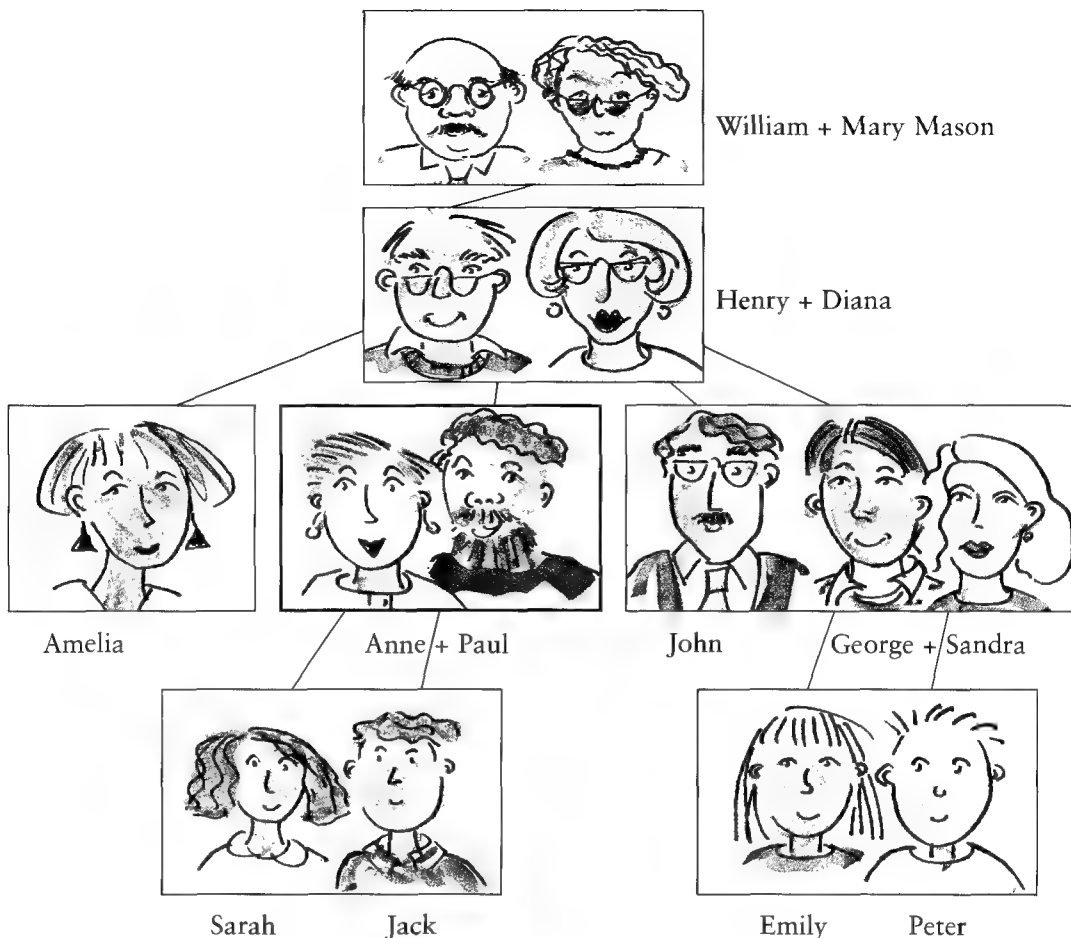 William + Mary Mason
Henry + Diana
Amelia
Anne + Paul
John
George + Sandra
Sarah
Jack
Emily
Peter